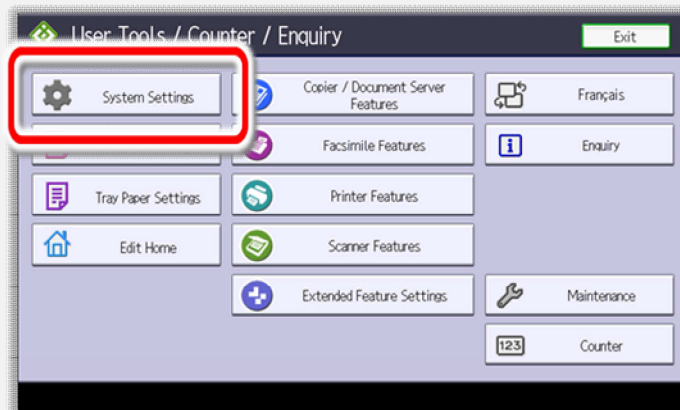 User Tools / Counter / Enquiry
Exit
System Settings
Copier / Document Server
Features
Français
Facsimile Features
Enquiry
Tray Paper Settings
Printer Features
Edit Home
Scanner Features
Extended Feature Settings
Maintenance
123
Counter